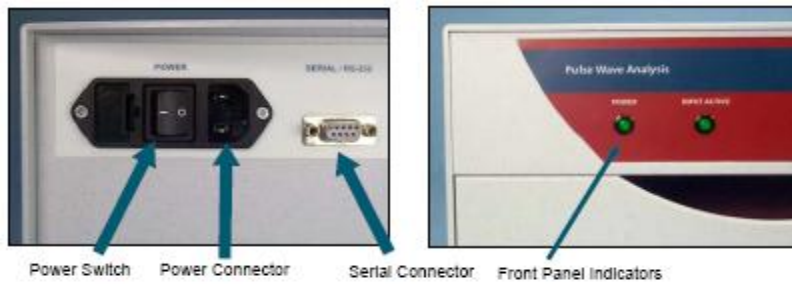 POWER
SERIAL / RS-232
Pulse Wave Analysis
POWER
INPUT ACTIVE
Power Switch
Power Connector
Serial Connector
Front Panel Indicators